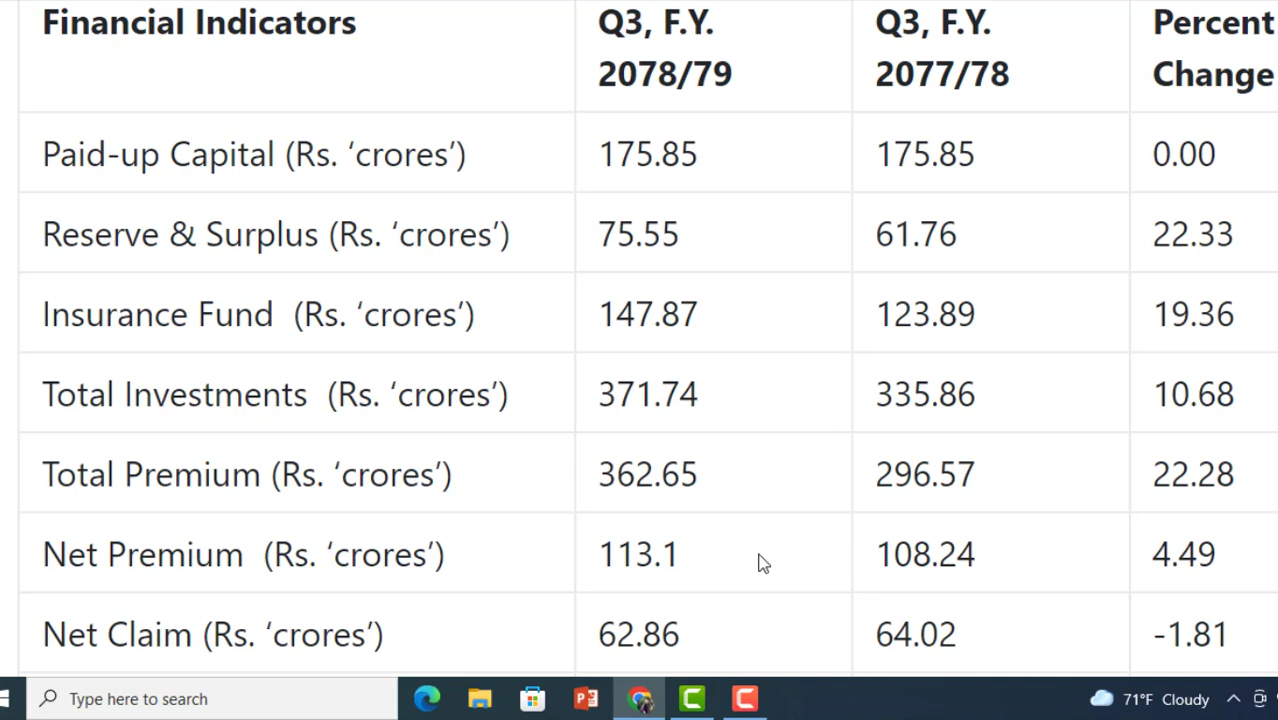 Financial Indicators Q3, F.Y. 2078/79 Q3, F.Y. 2077/78 Percent Change
Paid-up Capital (Rs. ‘crores’) 175.85 175.85 0.00
Reserve & Surplus (Rs. ‘crores’) 75.55 61.76 22.33
Insurance Fund (Rs. ‘crores’) 147.87 123.89 19.36
Total Investments (Rs. ‘crores’) 371.74 335.86 10.68
Total Premium (Rs. ‘crores’) 362.65 296.57 22.28
Net Premium (Rs. ‘crores’) 113.1 108.24 4.49
Net Claim (Rs. ‘crores’) 62.86 64.02 -1.81
Type here to search 71°F Cloudy